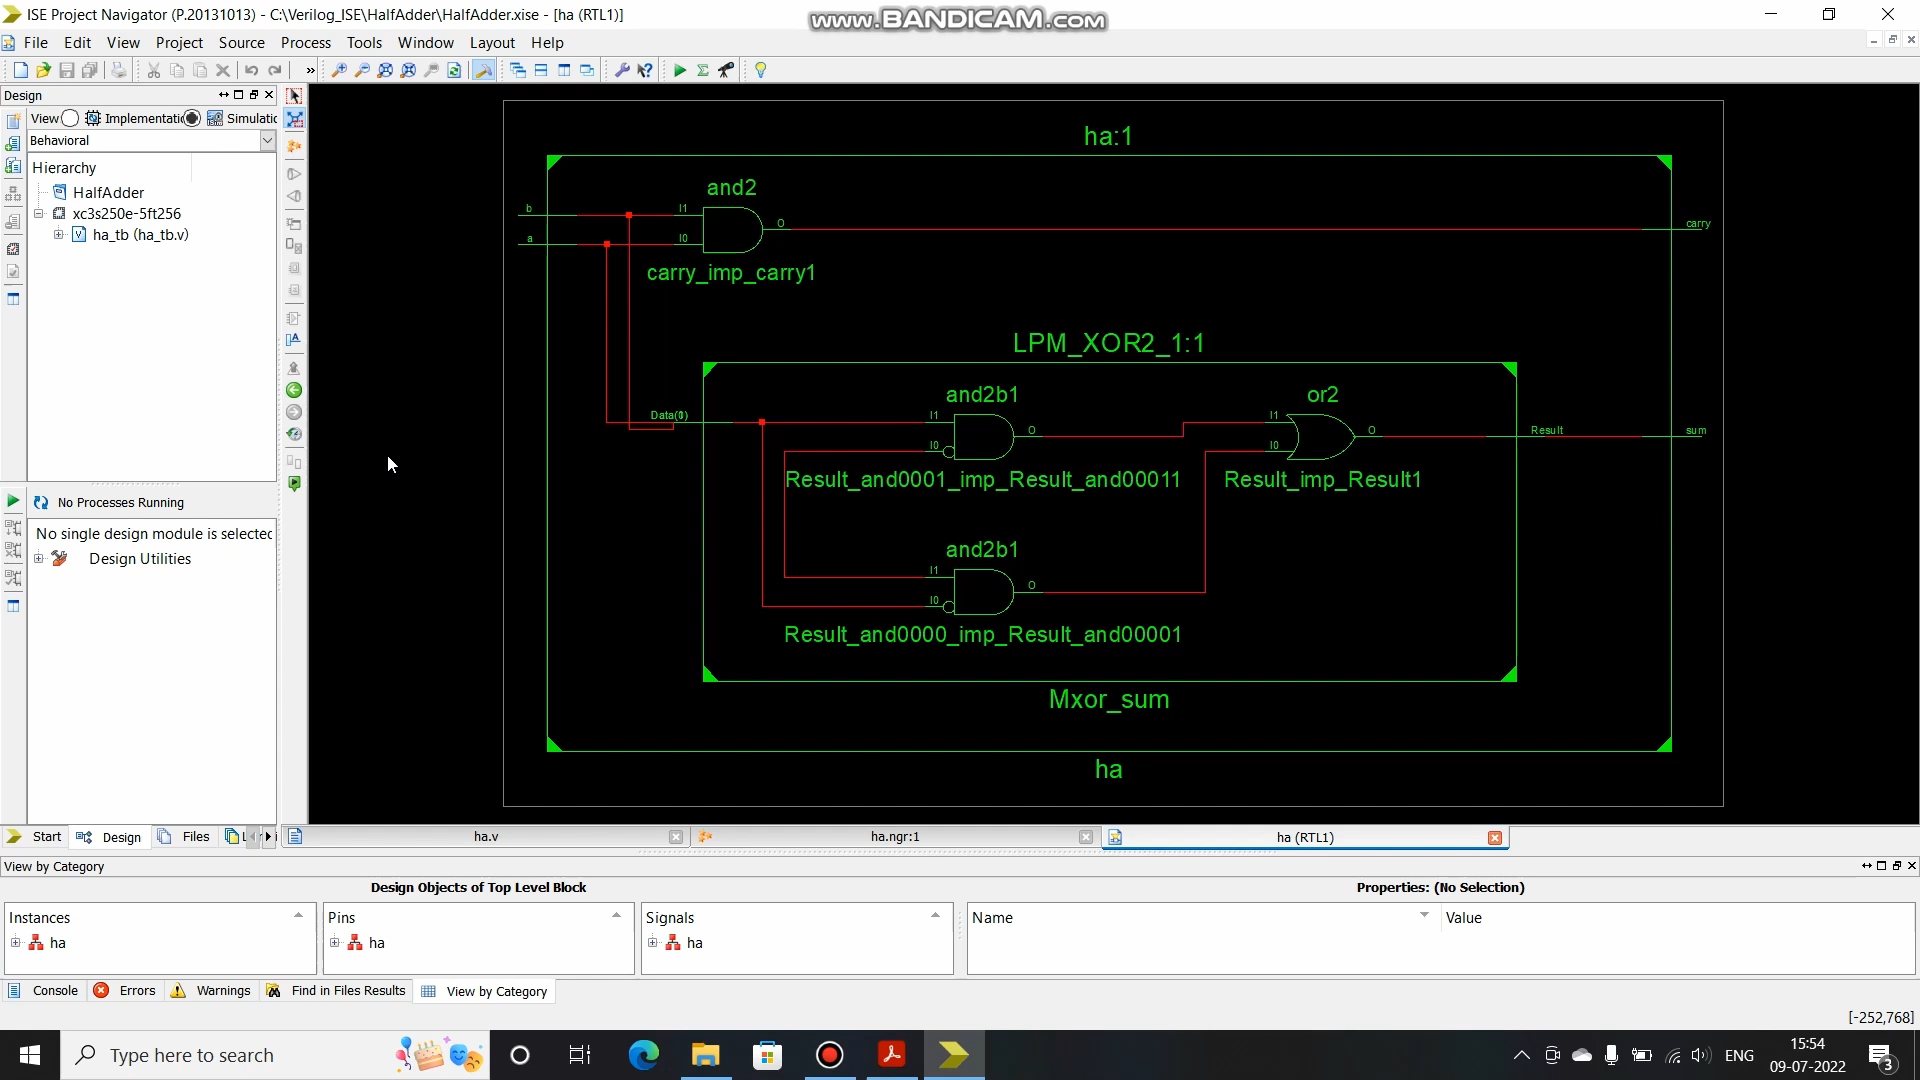 ISE Project Navigator (P.20131013) - C:\Verilog_ISE\HalfAdder\HalfAdder.xise - [ha (RTL1)]
www.BANDICAM.com
File Edit View Project Source Process Tools Window Layout Help
Design
View Implementatic Simulatic
Behavioral
Hierarchy
HalfAdder
xc3s250e-5ft256
ha_tb (ha_tb.v)
No Processes Running
No single design module is selectec
Design Utilities
Start Design Files
ha:1
and2
b I1
O carry
a I0
carry_imp_carry1
LPM_XOR2_1:1
and2b1 or2
I1 I1
O O Result sum
I0 I0
Result_and0001_imp_Result_and00011 Result_imp_Result1
and2b1
I1
O
I0
Result_and0000_imp_Result_and00001
Mxor_sum
ha
ha.v ha.ngr:1 ha (RTL1)
View by Category
Design Objects of Top Level Block Properties: (No Selection)
Instances Pins Signals Name Value
ha ha ha
Console Errors Warnings Find in Files Results View by Category
[-252,768]
Type here to search
ENG
15:54
09-07-2022
3